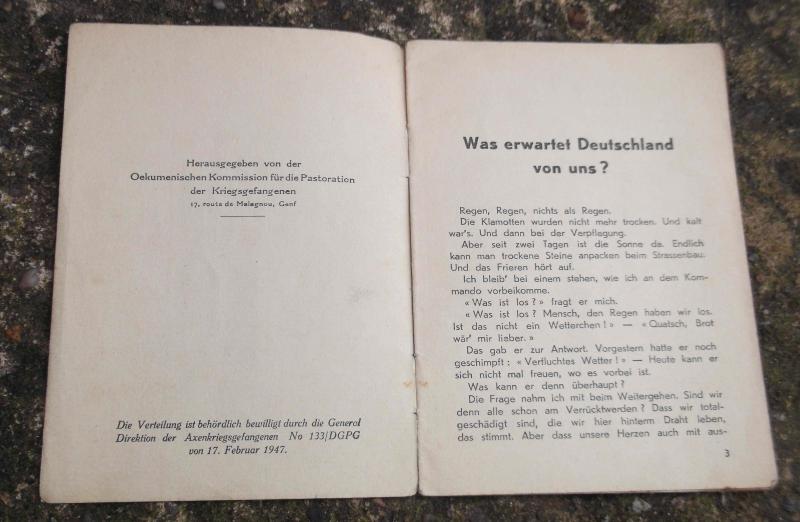 Herausgegeben von der
Oekumenischen Kommission für die Pastoration
der Kriegsgefangenen
17, route de Malagnou, Genf
Die Verteilung ist behördlich bewilligt durch die General
Direktion der Axenkriegsgefangenen No 133/DGPG
von 17. Februar 1947.
Was erwartet Deutschland
von uns?
Regen, Regen, nichts als Regen.
Die Klamotten wurden nicht mehr trocken. Und kalt
war's. Und dann bei der Verpflegung.
Aber seit zwei Tagen ist die Sonne da. Endlich
kann man trockene Steine anpacken beim Strassenbau.
Und das Frieren hört auf.
Ich bleib' bei einem stehen, wie ich an dem Kom-
mando vorbeikomme.
« Was ist los ? » fragt er mich.
« Was ist los ? Mensch, den Regen haben wir los.
Ist das nicht ein Wetterchen ! » — « Quatsch, Brot
wär' mir lieber. »
Das gab er zur Antwort. Vorgestern hatte er noch
geschimpft : « Verfluchtes Wetter ! » — Heute kann er
sich nicht mal freuen, wo es vorbei ist.
Was kann er denn überhaupt ?
Die Frage nahm ich mit beim Weitergehen. Sind wir
denn alle schon am Verrücktwerden ? Dass wir total-
geschädigt sind, die wir hier hinterm Draht leben,
das stimmt. Aber dass unsere Herzen auch mit aus-
3